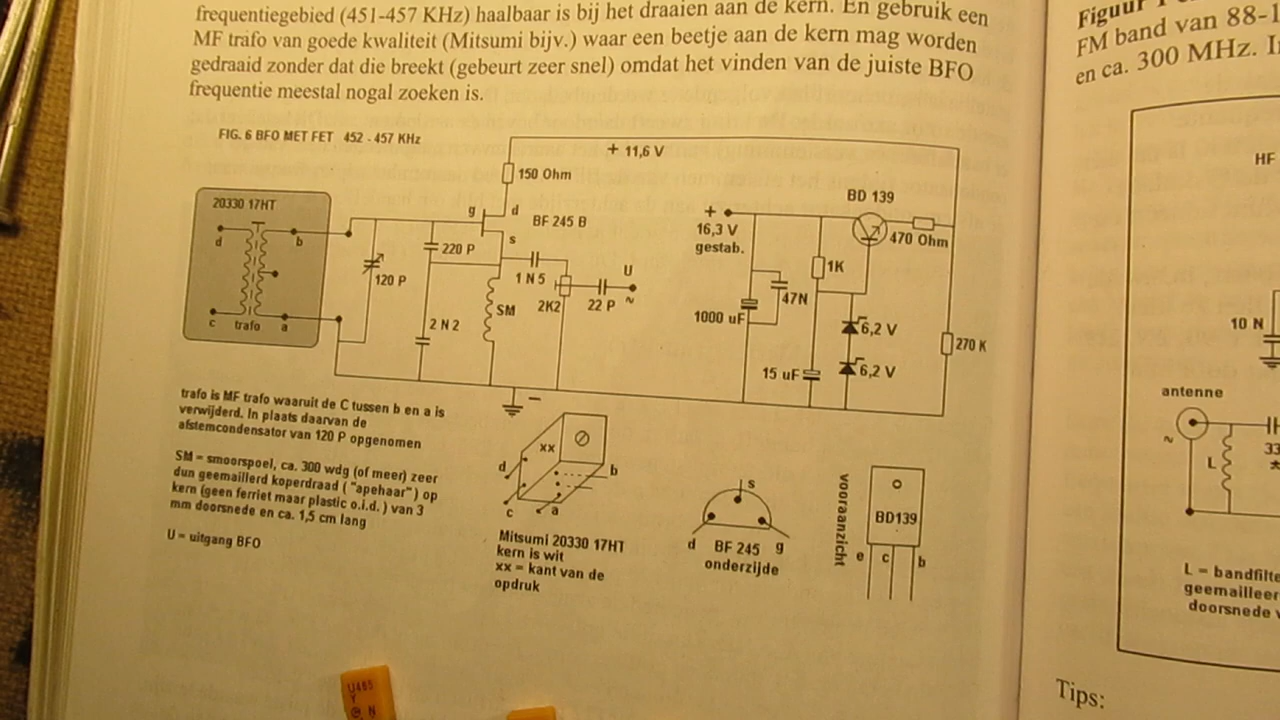 frequentiegebied (451-457 KHz) haalbaar is bij het draaien aan de kern. En gebruik een
MF trafo van goede kwaliteit (Mitsumi bijv.) waar een beetje aan de kern mag worden
gedraaid zonder dat die breekt (gebeurt zeer snel) omdat het vinden van de juiste BFO
frequentie meestal nogal zoeken is.
FIG. 6 BFO MET FET 452 - 457 KHz
+ 11,6 V
150 Ohm
20330 17HT
d
b
c
trafo
a
g
d
s
BF 245 B
220 P
120 P
1 N 5
SM
2K2
22 P
U
~
2 N 2
–
+
16,3 V
gestab.
BD 139
470 Ohm
1K
47N
1000 uF
6,2 V
6,2 V
15 uF
270 K
trafo is MF trafo waaruit de C tussen b en a is
verwijderd. In plaats daarvan de
afstemcondensator van 120 P opgenomen
SM = smoorspoel, ca. 300 wdg (of meer) zeer
dun geemaillerd koperdraad ( "apehaar") op
kern (geen ferriet maar plastic o.i.d. ) van 3
mm doorsnede en ca. 1,5 cm lang
U = uitgang BFO
xx
d
b
c
a
Mitsumi 20330 17HT
kern is wit
xx = kant van de
opdruk
s
d
BF 245
g
onderzijde
vooraanzicht
BD139
e
c
b
U465
Y
N
Figuur
FM band van 88-1
en ca. 300 MHz.
HF
10 N
antenne
~
L
33
L = bandfilte
geemailleer
doorsnede
Tips: